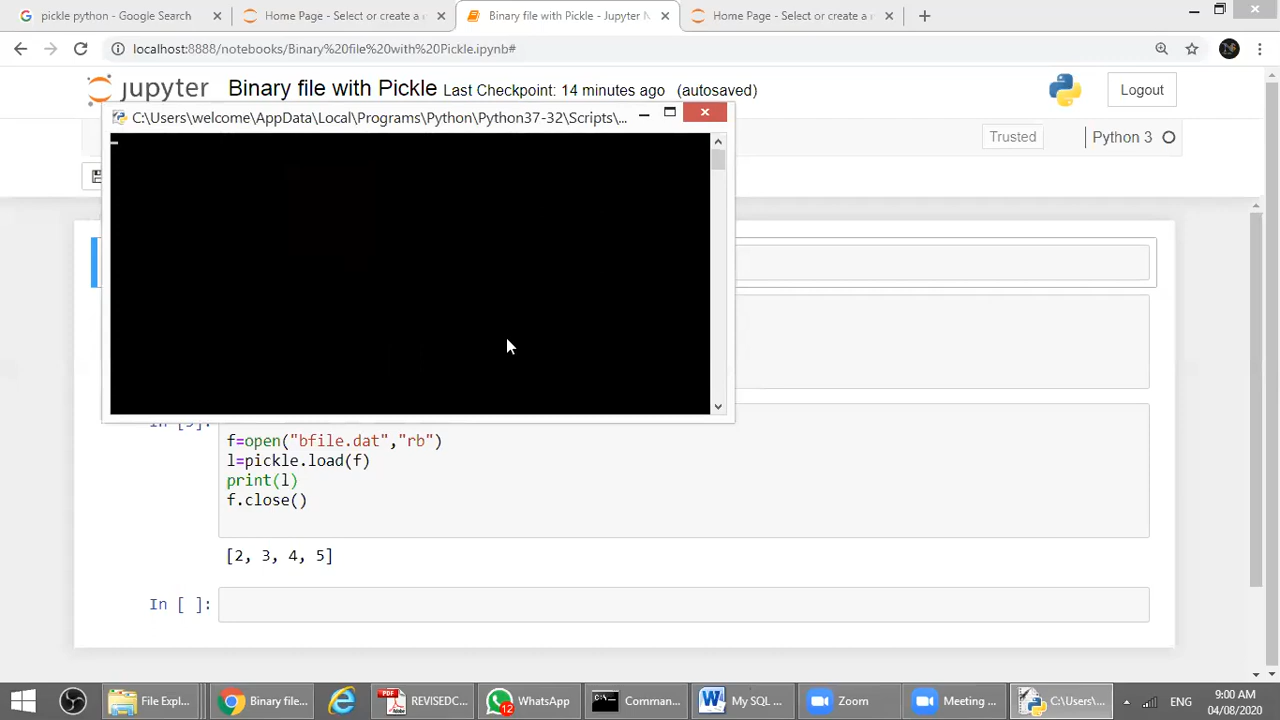 pickle python - Google Search
Home Page - Select or create a n
Binary file with Pickle - Jupyter N
Home Page - Select or create a n
localhost:8888/notebooks/Binary%20file%20with%20Pickle.ipynb#
jupyter Binary file with Pickle Last Checkpoint: 14 minutes ago (autosaved)
Logout
C:\Users\welcome\AppData\Local\Programs\Python\Python37-32\Scripts\...
Trusted
Python 3
f=open("bfile.dat","rb")
l=pickle.load(f)
print(l)
f.close()
[2, 3, 4, 5]
In [ ]:
File Expl...
Binary file...
REVISEDC...
12
WhatsApp
Comman...
My SQL ...
Zoom
Meeting ...
C:\Users\...
ENG
9:00 AM
04/08/2020